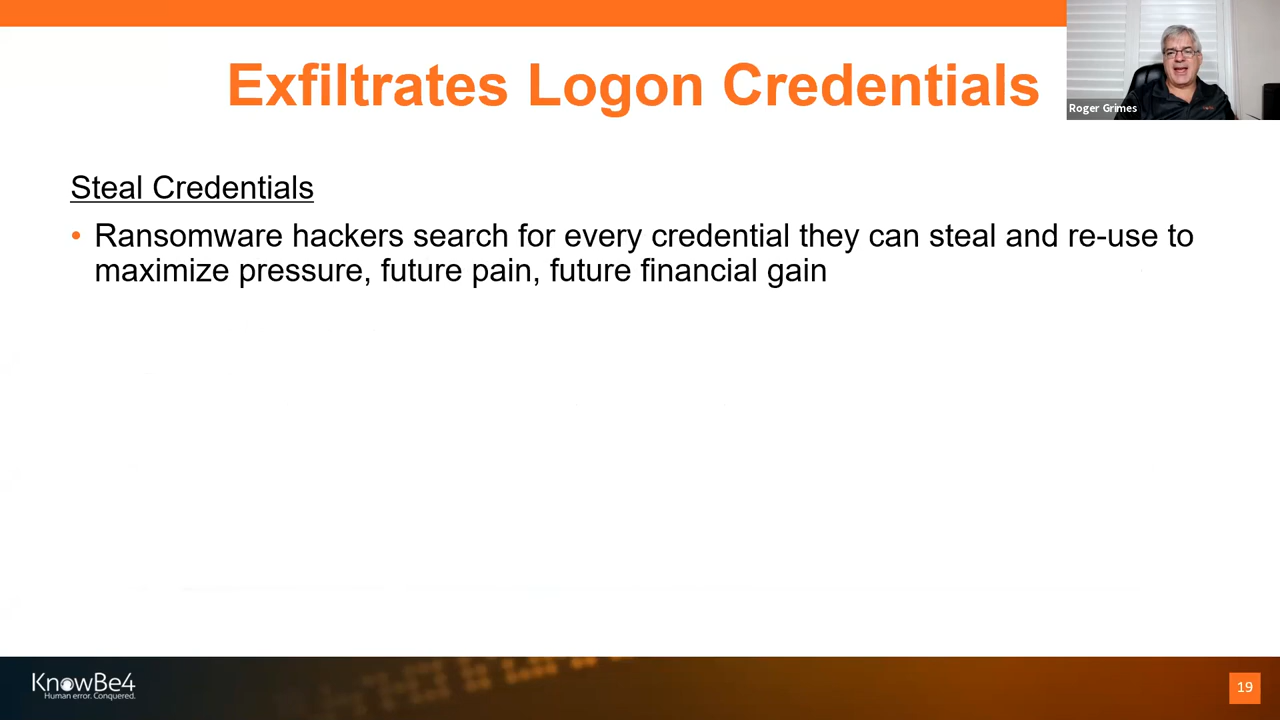 Exfiltrates Logon Credentials
Roger Grimes
Steal Credentials
• Ransomware hackers search for every credential they can steal and re-use to
maximize pressure, future pain, future financial gain
KnowBe4
Human error. Conquered.
19